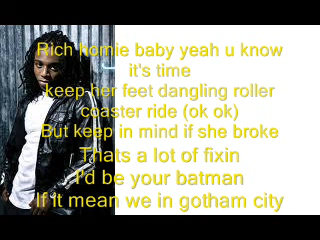 Rich homie baby yeah u know
it's time
keep her feet dangling roller
coaster ride (ok ok)
But keep in mind if she broke
Thats a lot of fixin
I'd be your batman
If It mean we in gotham city